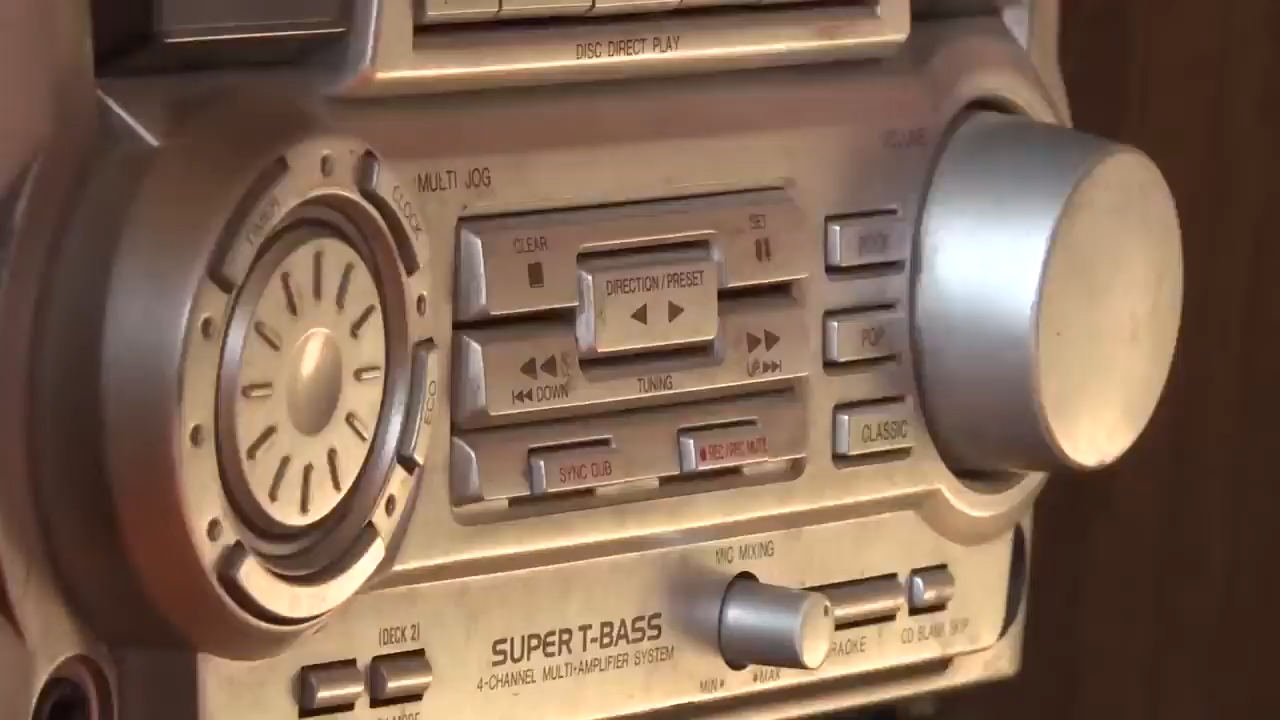 DISC DIRECT PLAY
VOLUME
MULTI JOG
TIMER
CLOCK
CLEAR
SET
ROCK
DIRECTION / PRESET
POP
DOWN
TUNING
UP
ECO
CLASSIC
SYNC DUB
REC / REC MUTE
MIC MIXING
(DECK 2)
SUPER T-BASS
4-CHANNEL MULTI-AMPLIFIER SYSTEM
CD BLANK SKIP
MIN
MAX